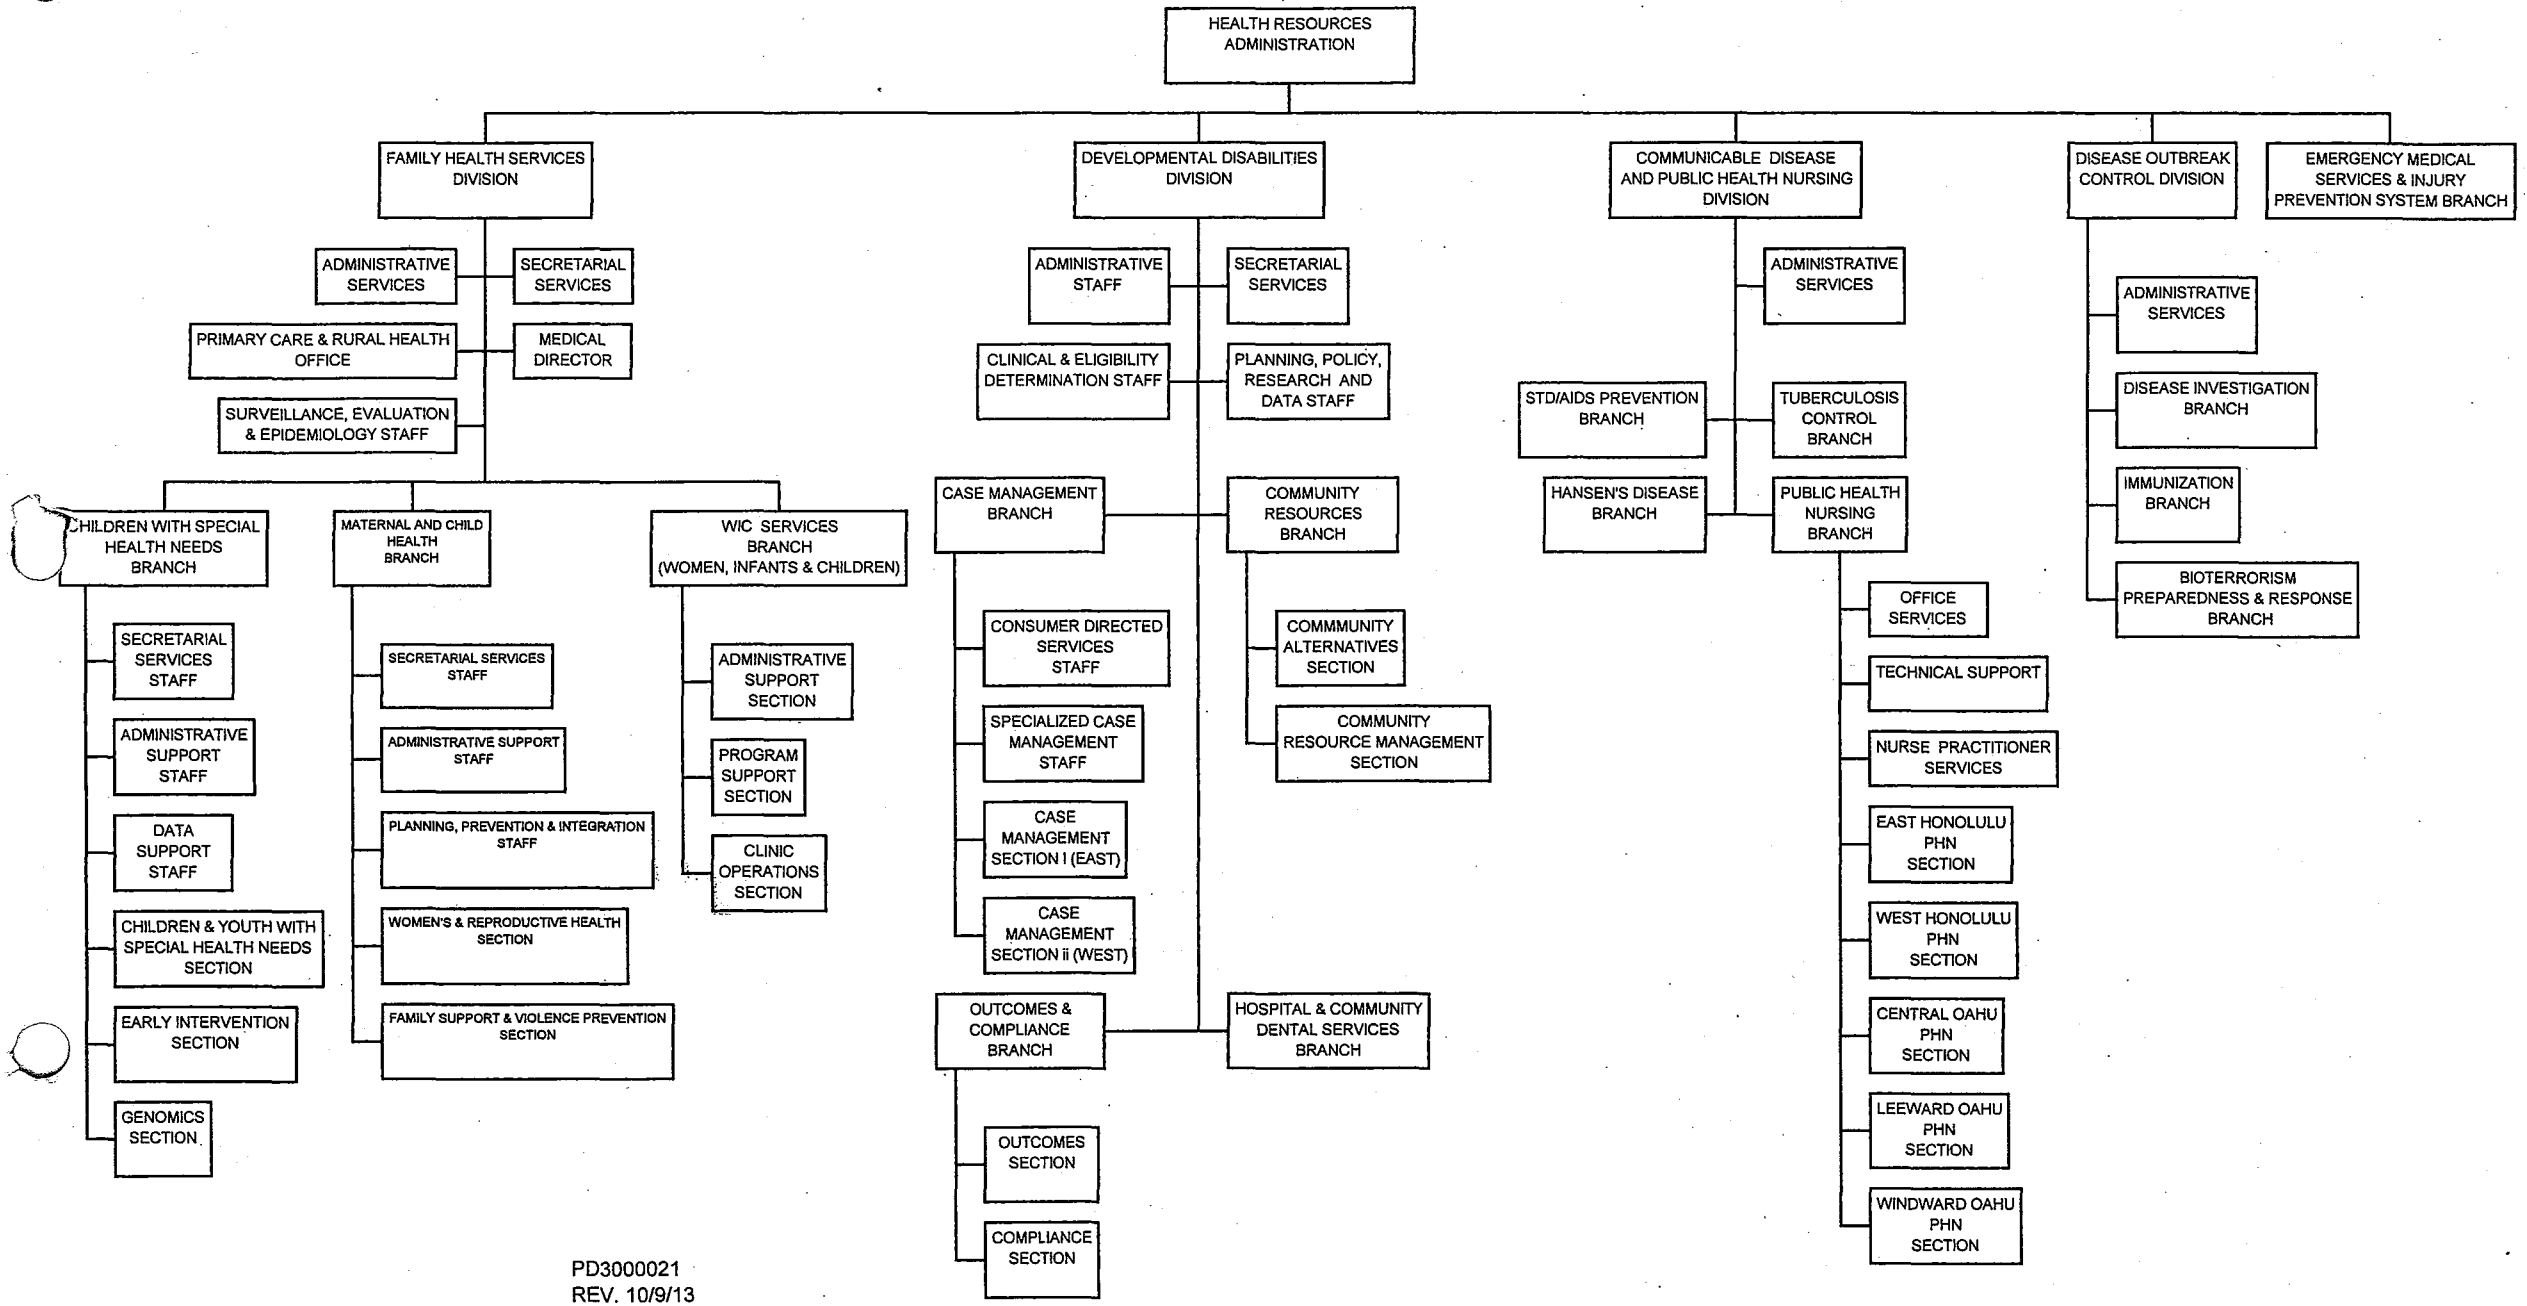 HEALTH RESOURCES
ADMINISTRATION
FAMILY HEALTH SERVICES
DIVISION
DEVELOPMENTAL DISABILITIES
DIVISION
COMMUNICABLE DISEASE
AND PUBLIC HEALTH NURSING
DIVISION
DISEASE OUTBREAK
CONTROL DIVISION
EMERGENCY MEDICAL
SERVICES & INJURY
PREVENTION SYSTEM BRANCH
ADMINISTRATIVE
SERVICES
SECRETARIAL
SERVICES
PRIMARY CARE & RURAL HEALTH
OFFICE
MEDICAL
DIRECTOR
SURVEILLANCE, EVALUATION
& EPIDEMIOLOGY STAFF
CHILDREN WITH SPECIAL
HEALTH NEEDS
BRANCH
SECRETARIAL
SERVICES
STAFF
ADMINISTRATIVE
SUPPORT
STAFF
DATA
SUPPORT
STAFF
CHILDREN & YOUTH WITH
SPECIAL HEALTH NEEDS
SECTION
EARLY INTERVENTION
SECTION
GENOMICS
SECTION
MATERNAL AND CHILD
HEALTH
BRANCH
SECRETARIAL SERVICES
STAFF
ADMINISTRATIVE SUPPORT
STAFF
PLANNING, PREVENTION & INTEGRATION
STAFF
WOMEN'S & REPRODUCTIVE HEALTH
SECTION
FAMILY SUPPORT & VIOLENCE PREVENTION
SECTION
WIC SERVICES
BRANCH
(WOMEN, INFANTS & CHILDREN)
ADMINISTRATIVE
SUPPORT
SECTION
PROGRAM
SUPPORT
SECTION
CLINIC
OPERATIONS
SECTION
ADMINISTRATIVE
STAFF
SECRETARIAL
SERVICES
CLINICAL & ELIGIBILITY
DETERMINATION STAFF
PLANNING, POLICY,
RESEARCH AND
DATA STAFF
CASE MANAGEMENT
BRANCH
COMMUNITY
RESOURCES
BRANCH
CONSUMER DIRECTED
SERVICES
STAFF
SPECIALIZED CASE
MANAGEMENT
STAFF
CASE
MANAGEMENT
SECTION I (EAST)
CASE
MANAGEMENT
SECTION ii (WEST)
COMMMUNITY
ALTERNATIVES
SECTION
COMMUNITY
RESOURCE MANAGEMENT
SECTION
OUTCOMES &
COMPLIANCE
BRANCH
HOSPITAL & COMMUNITY
DENTAL SERVICES
BRANCH
OUTCOMES
SECTION
COMPLIANCE
SECTION
ADMINISTRATIVE
SERVICES
STD/AIDS PREVENTION
BRANCH
TUBERCULOSIS
CONTROL
BRANCH
HANSEN'S DISEASE
BRANCH
PUBLIC HEALTH
NURSING
BRANCH
OFFICE
SERVICES
TECHNICAL SUPPORT
NURSE PRACTITIONER
SERVICES
EAST HONOLULU
PHN
SECTION
WEST HONOLULU
PHN
SECTION
CENTRAL OAHU
PHN
SECTION
LEEWARD OAHU
PHN
SECTION
WINDWARD OAHU
PHN
SECTION
ADMINISTRATIVE
SERVICES
DISEASE INVESTIGATION
BRANCH
IMMUNIZATION
BRANCH
BIOTERRORISM
PREPAREDNESS & RESPONSE
BRANCH
PD3000021
REV. 10/9/13